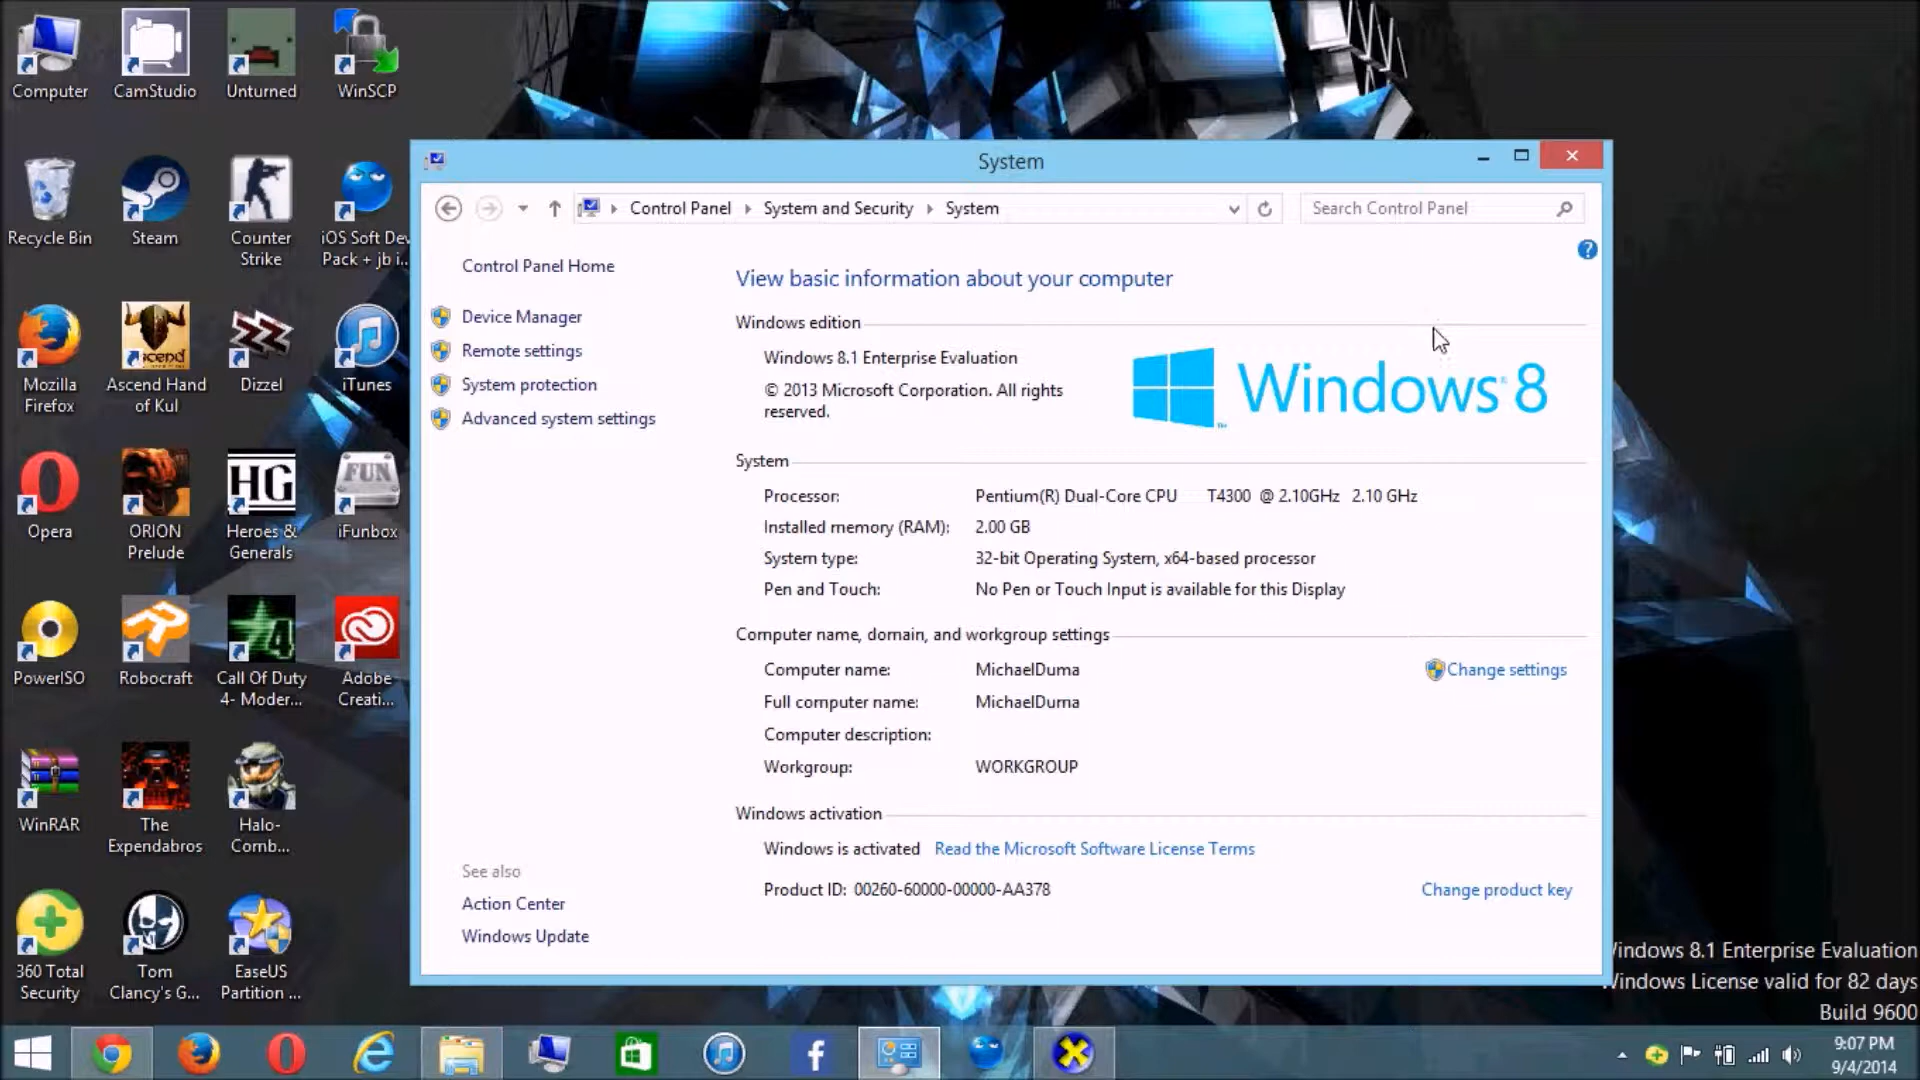 Computer
CamStudio
Unturned
WinSCP
Recycle Bin
Steam
Counter
Strike
iOS Soft Dev
Pack + jb i...
Mozilla
Firefox
Ascend Hand
of Kul
Dizzel
iTunes
Opera
ORION
Prelude
HG
Heroes &
Generals
FUN
iFunbox
PowerISO
Robocraft
4
Call Of Duty
4- Moder...
Adobe
Creati...
WinRAR
The
Expendabros
Halo-
Comb...
360 Total
Security
Tom
Clancy's G...
EaseUS
Partition ...
System
Control Panel
System and Security
System
Search Control Panel
?
Control Panel Home
Device Manager
Remote settings
System protection
Advanced system settings
See also
Action Center
Windows Update
View basic information about your computer
Windows edition
Windows 8.1 Enterprise Evaluation
© 2013 Microsoft Corporation. All rights
reserved.
Windows 8
System
Processor: Pentium(R) Dual-Core CPU T4300 @ 2.10GHz 2.10 GHz
Installed memory (RAM): 2.00 GB
System type: 32-bit Operating System, x64-based processor
Pen and Touch: No Pen or Touch Input is available for this Display
Computer name, domain, and workgroup settings
Computer name: MichaelDuma
Change settings
Full computer name: MichaelDuma
Computer description:
Workgroup: WORKGROUP
Windows activation
Windows is activated Read the Microsoft Software License Terms
Product ID: 00260-60000-00000-AA378
Change product key
Windows 8.1 Enterprise Evaluation
Windows License valid for 82 days
Build 9600
9:07 PM
9/4/2014